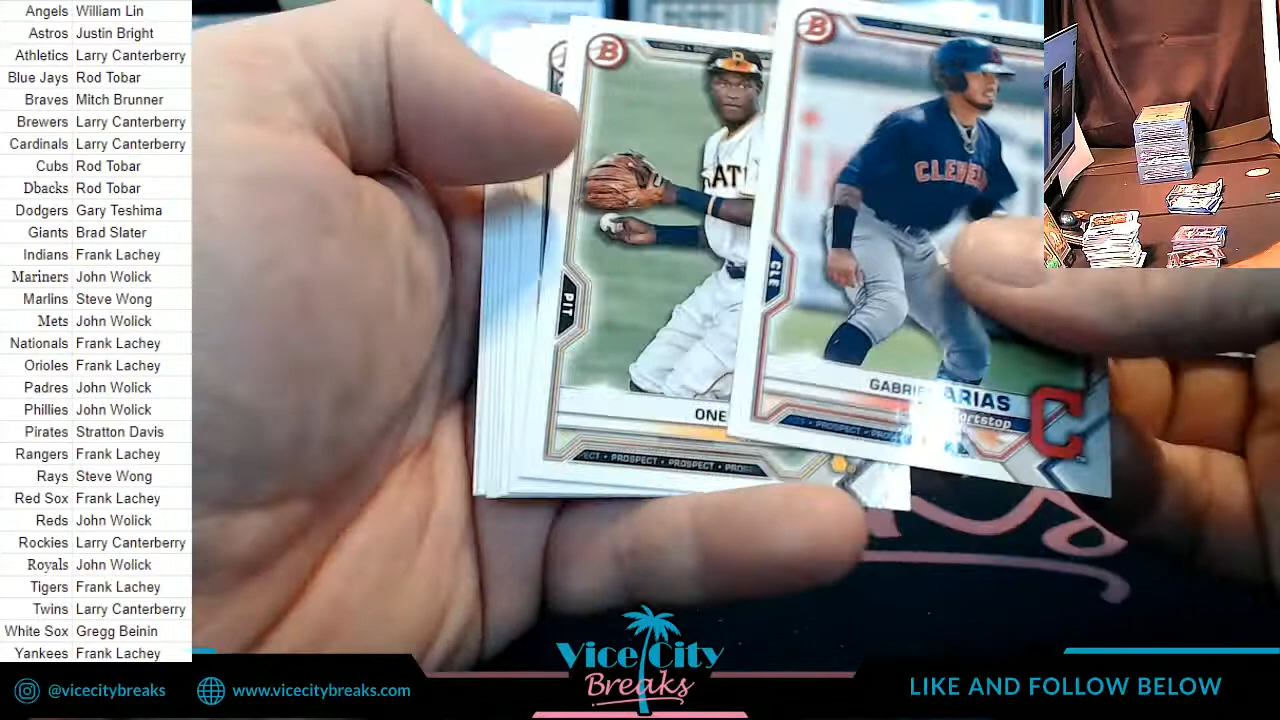 Angels William Lin
Astros Justin Bright
Athletics Larry Canterberry
Blue Jays Rod Tobar
Braves Mitch Brunner
Brewers Larry Canterberry
Cardinals Larry Canterberry
Cubs Rod Tobar
Dbacks Rod Tobar
Dodgers Gary Teshima
Giants Brad Slater
Indians Frank Lachey
Mariners John Wolick
Marlins Steve Wong
Mets John Wolick
Nationals Frank Lachey
Orioles Frank Lachey
Padres John Wolick
Phillies John Wolick
Pirates Stratton Davis
Rangers Frank Lachey
Rays Steve Wong
Red Sox Frank Lachey
Reds John Wolick
Rockies Larry Canterberry
Royals John Wolick
Tigers Frank Lachey
Twins Larry Canterberry
White Sox Gregg Beinin
Yankees Frank Lachey
B
B
PIT
ONE
PROSPECT • PROSPECT
B
CLE
CLEVE
ARIAS
PROSPECT
C
Vice City
Breaks
@vicecitybreaks
www.vicecitybreaks.com
LIKE AND FOLLOW BELOW